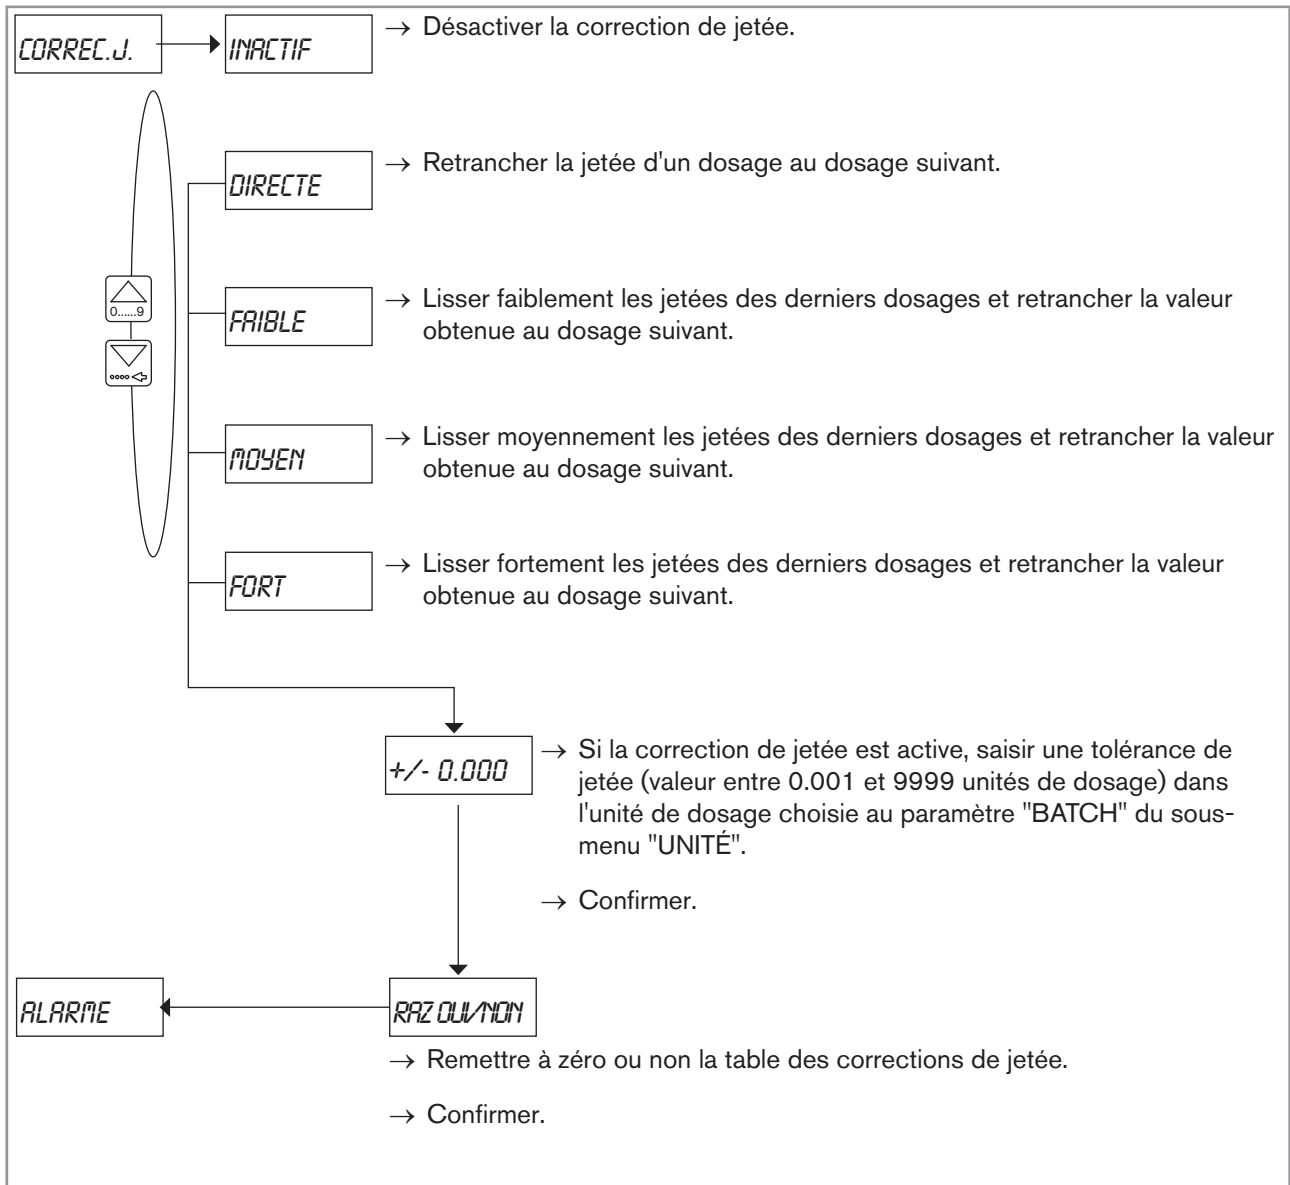 CORREC.J.
INACTIF
→ Désactiver la correction de jetée.
DIRECTE
→ Retrancher la jetée d'un dosage au dosage suivant.
0......9
FAIBLE
→ Lisser faiblement les jetées des derniers dosages et retrancher la valeur
obtenue au dosage suivant.
MOYEN
→ Lisser moyennement les jetées des derniers dosages et retrancher la valeur
obtenue au dosage suivant.
FORT
→ Lisser fortement les jetées des derniers dosages et retrancher la valeur
obtenue au dosage suivant.
+/- 0.000
→ Si la correction de jetée est active, saisir une tolérance de
jetée (valeur entre 0.001 et 9999 unités de dosage) dans
l'unité de dosage choisie au paramètre "BATCH" du sous-
menu "UNITÉ".
→ Confirmer.
ALARME
RAZ OUI/NON
→ Remettre à zéro ou non la table des corrections de jetée.
→ Confirmer.